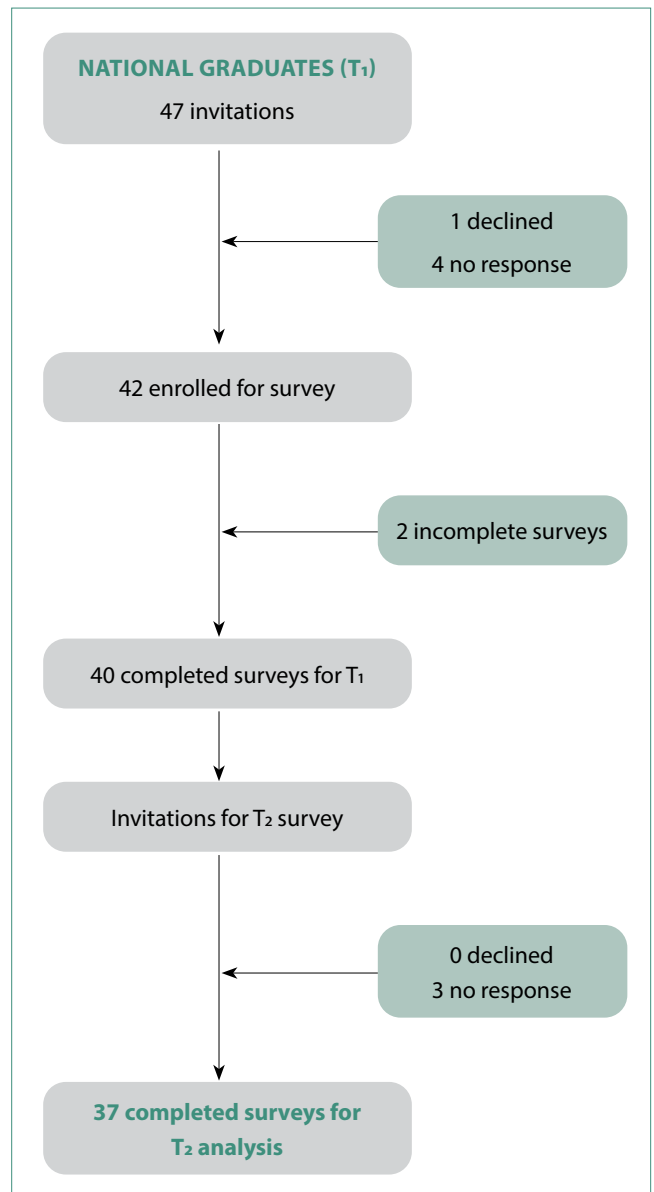 NATIONAL GRADUATES (T₁)
47 invitations
1 declined
4 no response
42 enrolled for survey
2 incomplete surveys
40 completed surveys for T₁
Invitations for T₂ survey
0 declined
3 no response
37 completed surveys for
T₂ analysis